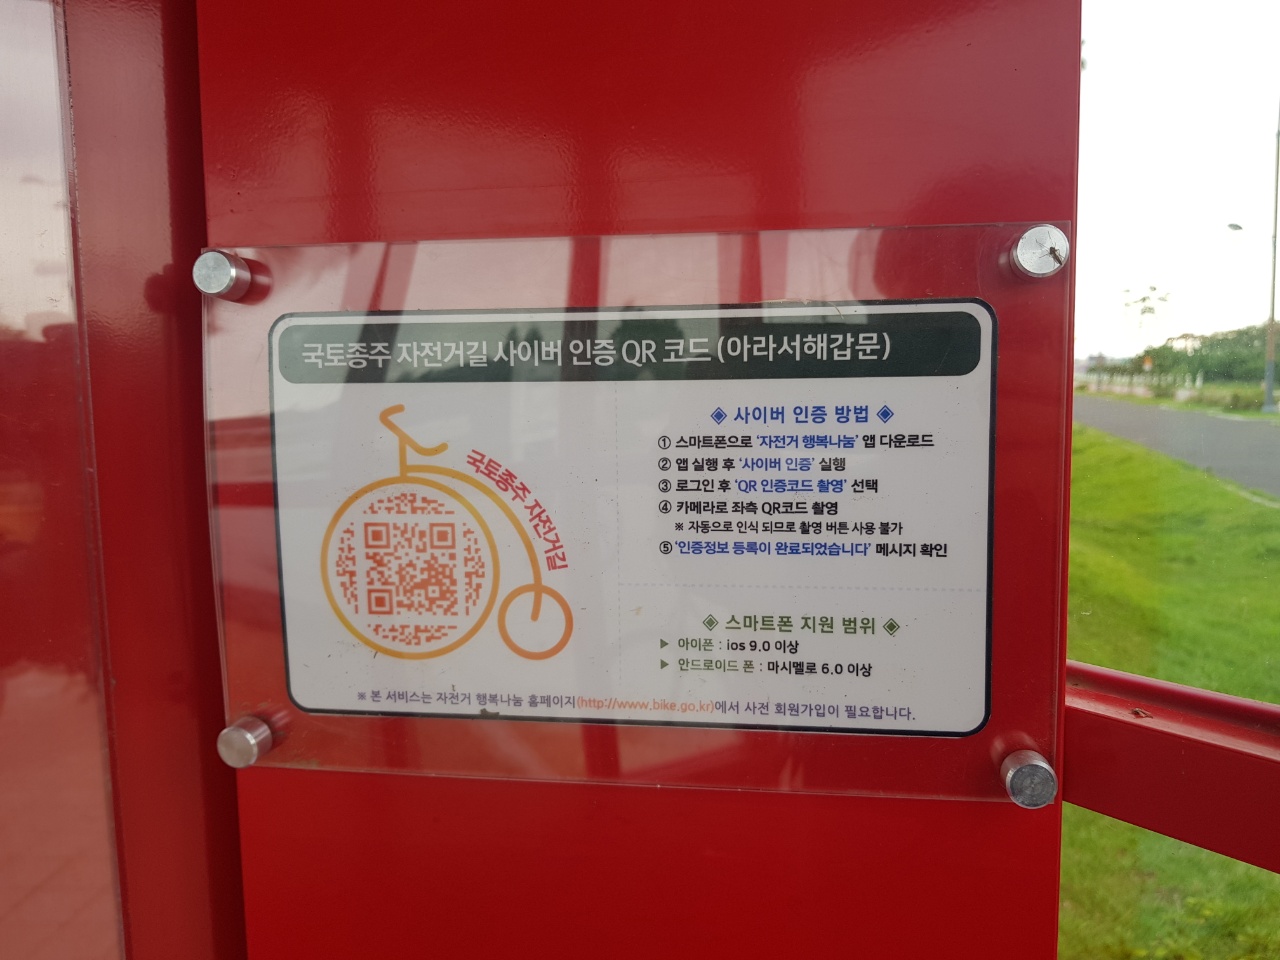 국토종주 자전거길 사이버 인증 QR 코드 (아라서해갑문)
국토종주 자전거길
◈ 사이버 인증 방법 ◈
① 스마트폰으로 '자전거 행복나눔' 앱 다운로드
② 앱 실행 후 '사이버 인증' 실행
③ 로그인 후 'QR 인증코드 촬영' 선택
④ 카메라로 좌측 QR코드 촬영
※ 자동으로 인식 되므로 촬영 버튼 사용 불가
⑤ '인증정보 등록이 완료되었습니다' 메시지 확인
◈ 스마트폰 지원 범위 ◈
▶ 아이폰 : ios 9.0 이상
▶ 안드로이드 폰 : 마시멜로 6.0 이상
※ 본 서비스는 자전거 행복나눔 홈페이지(http://www.bike.go.kr)에서 사전 회원가입이 필요합니다.